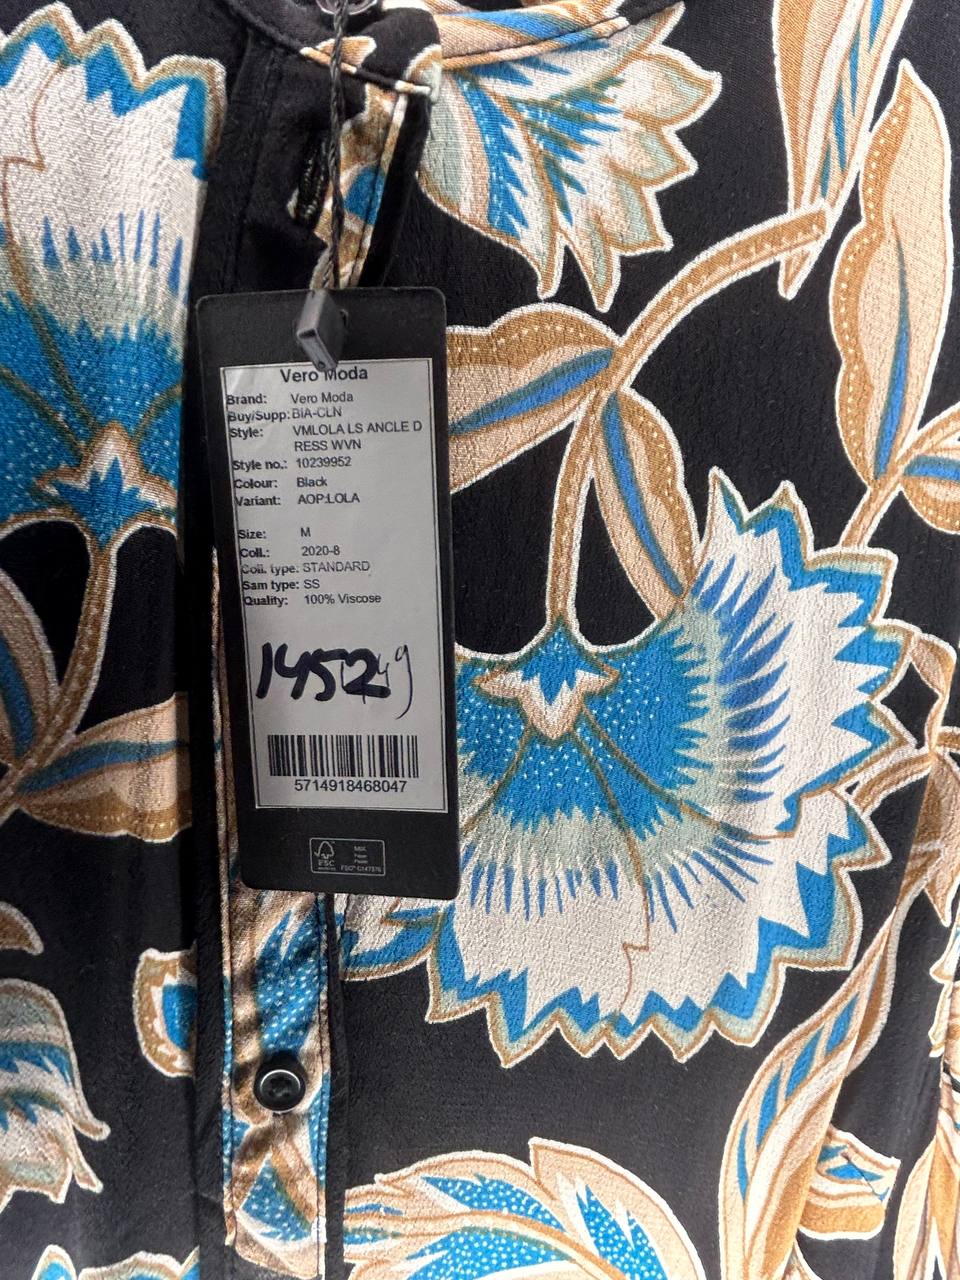 Vero Moda
Brand: Vero Moda
Buy/Supp: BIA-CLN
Style: VMLOLA LS ANCLE D
RESS WVN
Style no.: 10239952
Colour: Black
Variant: AOP:LOLA
Size: M
Coll.: 2020-8
Coll. type: STANDARD
Sam type: SS
Quality: 100% Viscose
5714918468047
FSC
MIX